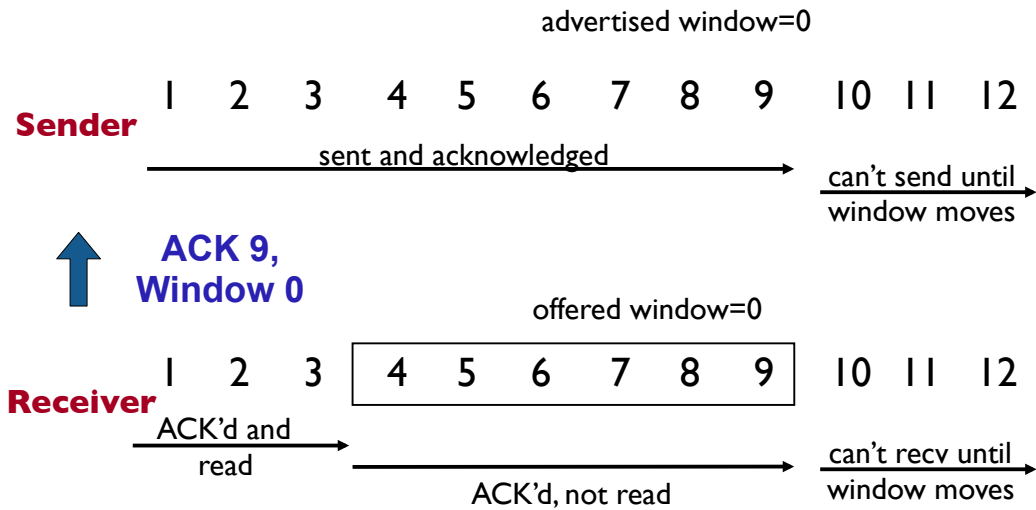 advertised window=0
1 2 3 4 5 6 7 8 9 10 11 12
Sender
sent and acknowledged
can't send until
window moves
ACK 9,
Window 0
offered window=0
1 2 3 4 5 6 7 8 9 10 11 12
Receiver
ACK'd and
read
ACK'd, not read
can't recv until
window moves